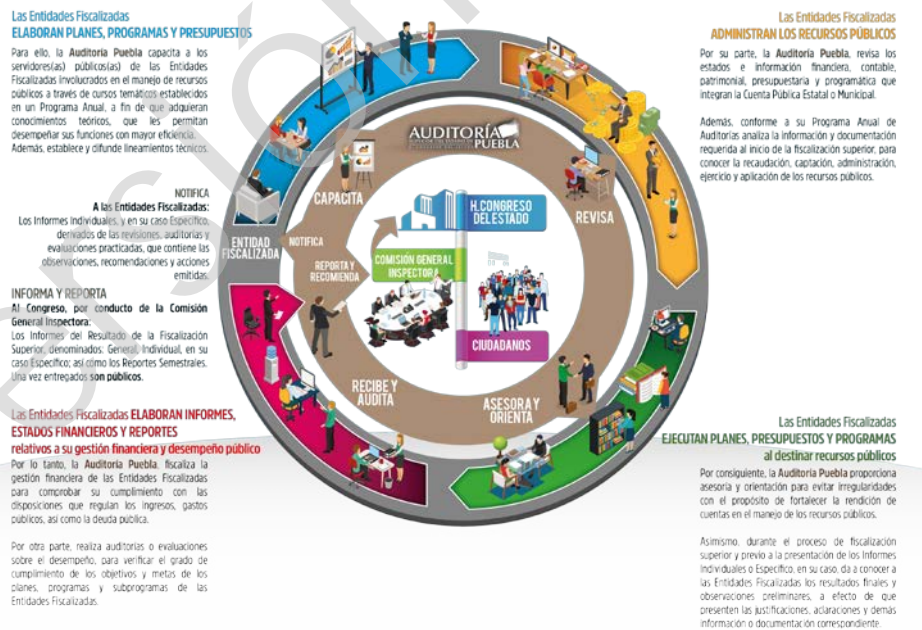 Las Entidades Fiscalizadas
ELABORAN PLANES, PROGRAMAS Y PRESUPUESTOS
Para ello, la Auditoría Puebla capacita a los
servidores(as) públicos(as) de las Entidades
Fiscalizadas involucrados en el manejo de recursos
públicos a través de cursos temáticos establecidos
en un Programa Anual, a fin de que adquieran
conocimientos teóricos, que les permitan
desempeñar sus funciones con mayor eficiencia.
Además, establece y difunde lineamientos técnicos.
NOTIFICA
A las Entidades Fiscalizadas:
Los Informes Individuales, y en su caso Específico,
derivados de las revisiones, auditorías y
evaluaciones practicadas, que contiene las
observaciones, recomendaciones y acciones
emitidas.
INFORMA Y REPORTA
Al Congreso, por conducto de la Comisión
General Inspectora:
Los Informes del Resultado de la Fiscalización
Superior, denominados: General, Individual, en su
caso Específico; así como los Reportes Semestrales.
Una vez entregados son públicos.
Las Entidades Fiscalizadas ELABORAN INFORMES,
ESTADOS FINANCIEROS Y REPORTES
relativos a su gestión financiera y desempeño público
Por lo tanto, la Auditoría Puebla, fiscaliza la
gestión financiera de las Entidades Fiscalizadas
para comprobar su cumplimiento con las
disposiciones que regulan los ingresos, gastos
públicos, así como la deuda pública.
Por otra parte, realiza auditorías o evaluaciones
sobre el desempeño, para verificar el grado de
cumplimiento de los objetivos y metas de los
planes, programas y subprogramas de las
Entidades Fiscalizadas.
AUDITORÍA
PUEBLA
CAPACITA
H. CONGRESO
DEL ESTADO
REVISA
ENTIDAD
FISCALIZADA
NOTIFICA
COMISIÓN GENERAL
INSPECTORA
REPORTA Y
RECOMIENDA
CIUDADANOS
RECIBE Y
AUDITA
ASESORA Y
ORIENTA
Las Entidades Fiscalizadas
ADMINISTRAN LOS RECURSOS PÚBLICOS
Por su parte, la Auditoría Puebla, revisa los
estados e información financiera, contable,
patrimonial, presupuestaria y programática que
integran la Cuenta Pública Estatal o Municipal.
Además, conforme a su Programa Anual de
Auditorías analiza la información y documentación
requerida al inicio de la fiscalización superior, para
conocer la recaudación, captación, administración,
ejercicio y aplicación de los recursos públicos.
Las Entidades Fiscalizadas
EJECUTAN PLANES, PRESUPUESTOS Y PROGRAMAS
al destinar recursos públicos
Por consiguiente, la Auditoría Puebla proporciona
asesoría y orientación para evitar irregularidades
con el propósito de fortalecer la rendición de
cuentas en el manejo de los recursos públicos.
Asimismo, durante el proceso de fiscalización
superior y previo a la presentación de los Informes
Individuales o Específico, en su caso, da a conocer a
las Entidades Fiscalizadas los resultados finales y
observaciones preliminares, a efecto de que
presenten las justificaciones, aclaraciones y demás
información o documentación correspondiente.